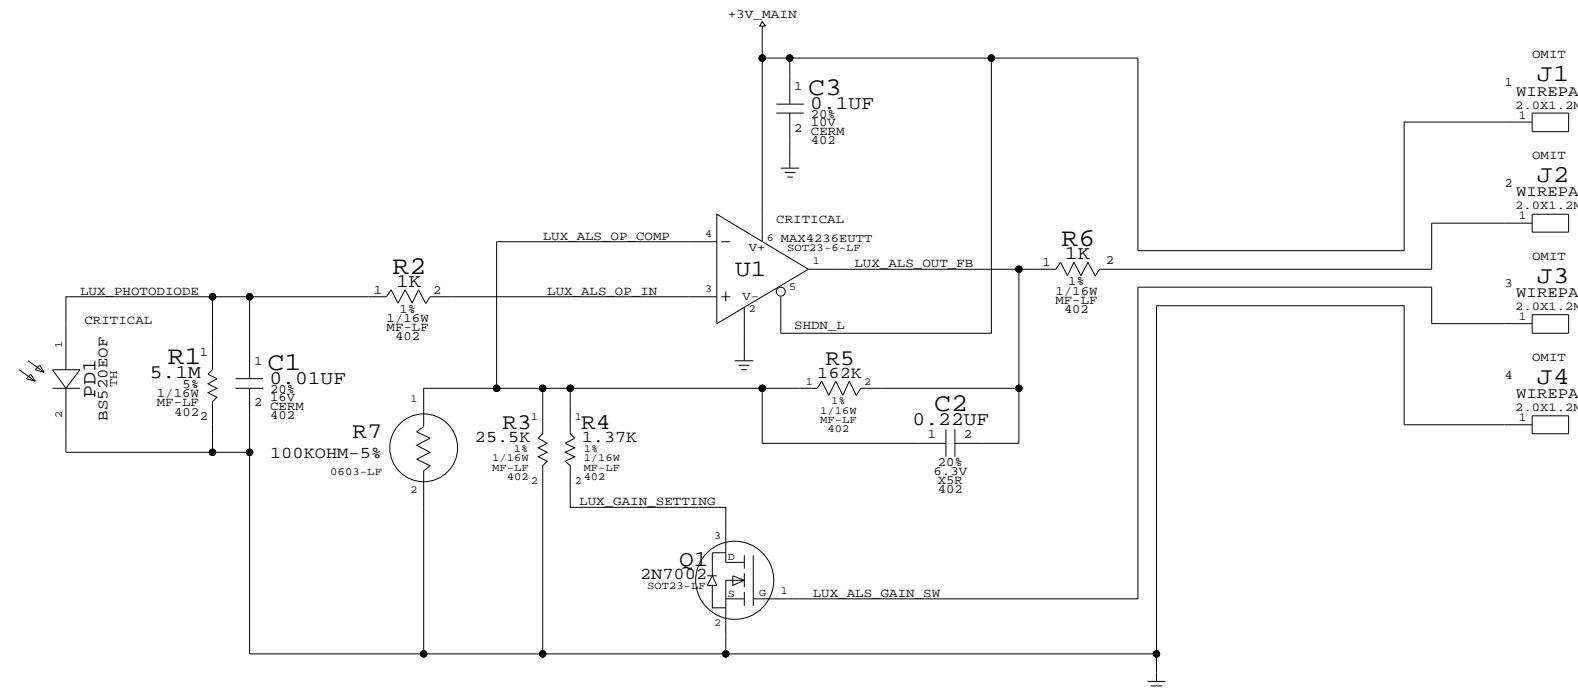 +3V_MAIN
1
C3
0.1UF
20%
10V
CERM
402
2
OMIT
J1
1
WIREPA
2.0X1.2M
1
OMIT
J2
2
WIREPA
2.0X1.2M
1
OMIT
J3
3
WIREPA
2.0X1.2M
1
OMIT
J4
4
WIREPA
2.0X1.2M
1
CRITICAL
MAX4236EUTT
SOT23-6-LF
LUX_ALS_OP_COMP
4
6
V+
U1
1
LUX_ALS_OUT_FB
LUX_ALS_OP_IN
3
V-
2
5
SHDN_L
R6
1K
1
2
1%
1/16W
MF-LF
402
R2
1K
1
2
1%
1/16W
MF-LF
402
LUX_PHOTODIODE
CRITICAL
1
2
PD1
BS520EOF
TH
R1
1
5.1M
5%
1/16W
MF-LF
402
2
1
C1
0.01UF
20%
16V
CERM
402
2
1
R7
100KOHM-5%
0603-LF
2
R3
1
25.5K
1%
1/16W
MF-LF
402
2
1
R4
1.37K
1%
1/16W
MF-LF
402
2
R5
162K
1
2
1%
1/16W
MF-LF
402
C2
0.22UF
1
2
20%
6.3V
X5R
402
LUX_GAIN_SETTING
3
Q1
2N7002
SOT23-LF
D
S
G
1
2
LUX_ALS_GAIN_SW